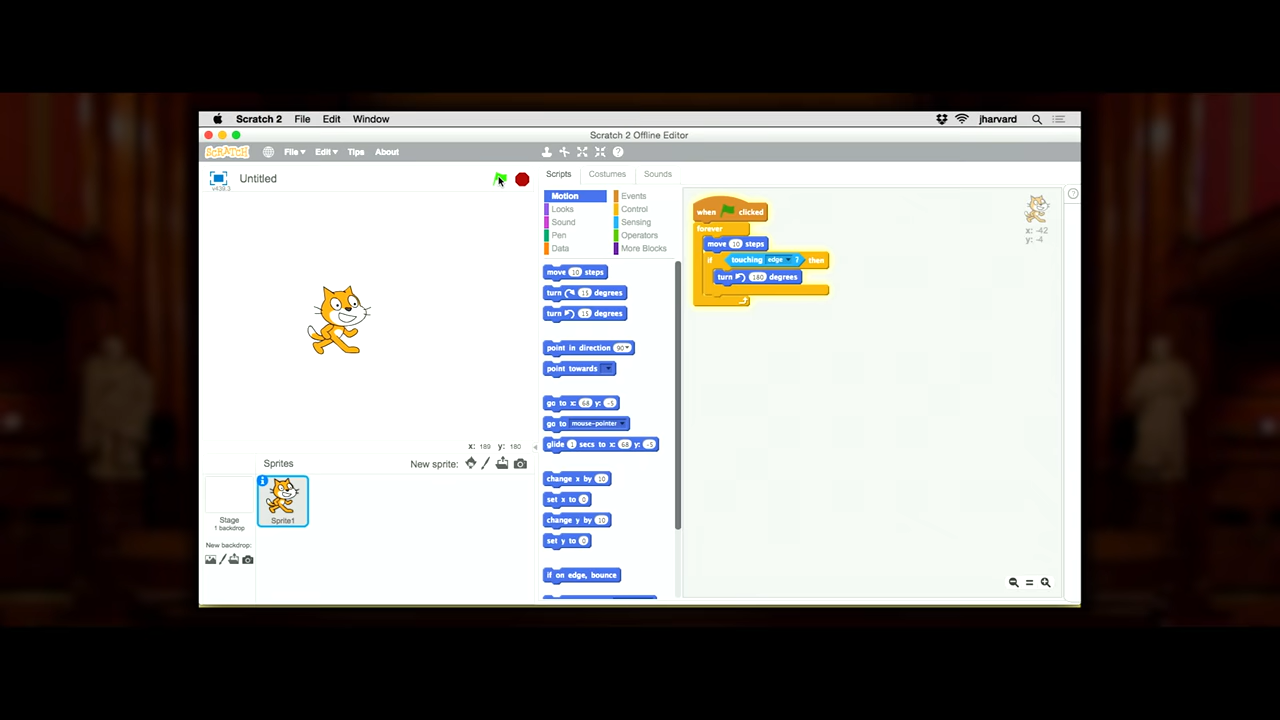 Scratch 2 File Edit Window jharvard
Scratch 2 Offline Editor
SCRATCH File Edit Tips About
v439.3
Untitled
Scripts Costumes Sounds
Motion Events
Looks Control
Sound Sensing
Pen Operators
Data More Blocks
move 10 steps
turn 15 degrees
turn 15 degrees
point in direction 90
point towards
go to x: 68 y: -5
go to mouse-pointer
glide 1 secs to x: 68 y: -5
change x by 10
set x to 0
change y by 10
set y to 0
if on edge, bounce
when clicked
forever
move 10 steps
if touching edge ? then
turn 180 degrees
x: -42
y: -4
x: 189 y: 180
Sprites New sprite:
Stage
1 backdrop
New backdrop:
Sprite1